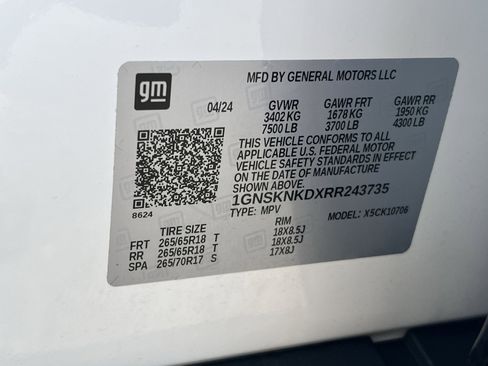 gm
MFD BY GENERAL MOTORS LLC
04/24 GVWR GAWR FRT GAWR RR
3402 KG 1678 KG 1950 KG
7500 LB 3700 LB 4300 LB
THIS VEHICLE CONFORMS TO ALL
APPLICABLE U.S. FEDERAL MOTOR
VEHICLE SAFETY STANDARDS IN EFFECT
ON THE DATE OF MANUFACTURE
SHOWN ABOVE.
1GNSKNKDXRR243735
8624
TYPE: MPV MODEL: X5CK10706
TIRE SIZE RIM
FRT 265/65R18 T 18X8.5J
RR 265/65R18 T 18X8.5J
SPA 265/70R17 S 17X8J